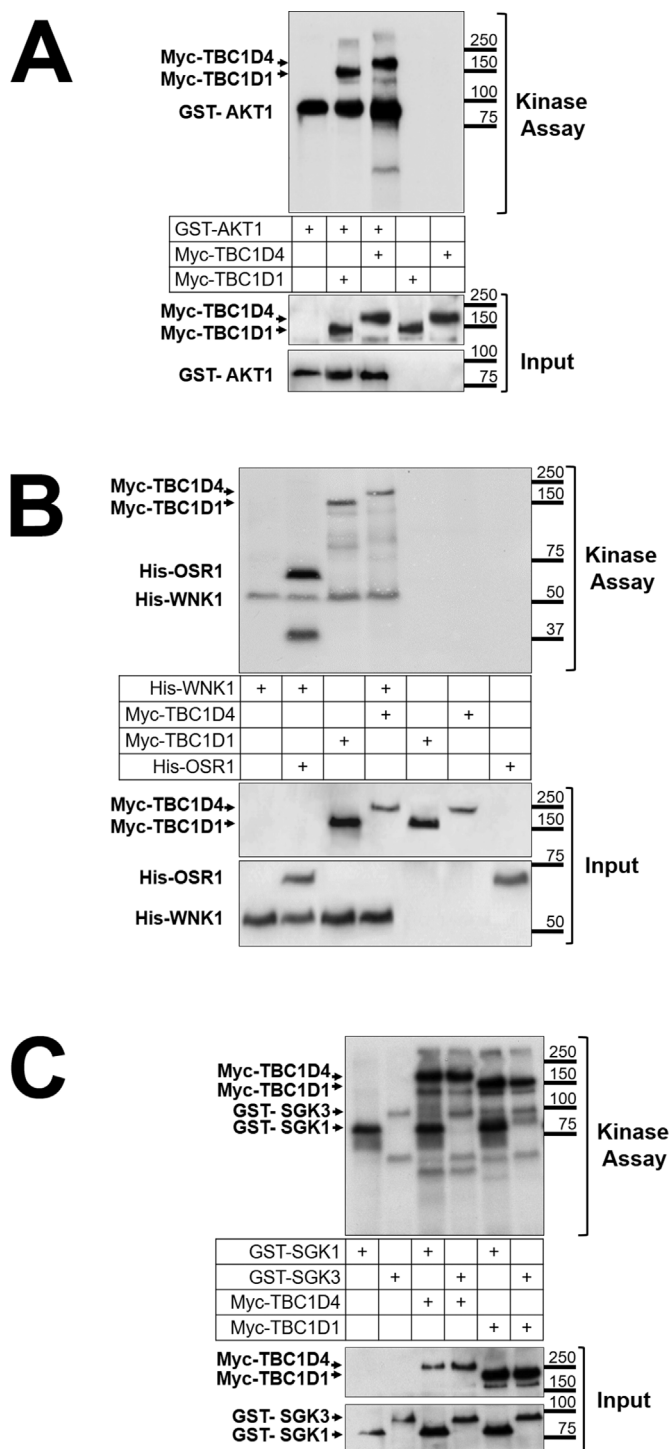 A
Myc-TBC1D4
Myc-TBC1D1
GST- AKT1
250
150
100
75
Kinase
Assay
GST-AKT1 + + +
Myc-TBC1D4 + +
Myc-TBC1D1 + +
Myc-TBC1D4
Myc-TBC1D1
GST- AKT1
250
150
100
75
Input
B
Myc-TBC1D4
Myc-TBC1D1
His-OSR1
His-WNK1
250
150
75
50
37
Kinase
Assay
His-WNK1 + + +
Myc-TBC1D4 + +
Myc-TBC1D1 + +
His-OSR1 + +
Myc-TBC1D4
Myc-TBC1D1
His-OSR1
His-WNK1
250
150
75
50
Input
C
Myc-TBC1D4
Myc-TBC1D1
GST- SGK3
GST- SGK1
250
150
100
75
Kinase
Assay
GST-SGK1 + + +
GST-SGK3 + + +
Myc-TBC1D4 + +
Myc-TBC1D1 + +
Myc-TBC1D4
Myc-TBC1D1
GST- SGK3
GST- SGK1
250
150
100
75
Input